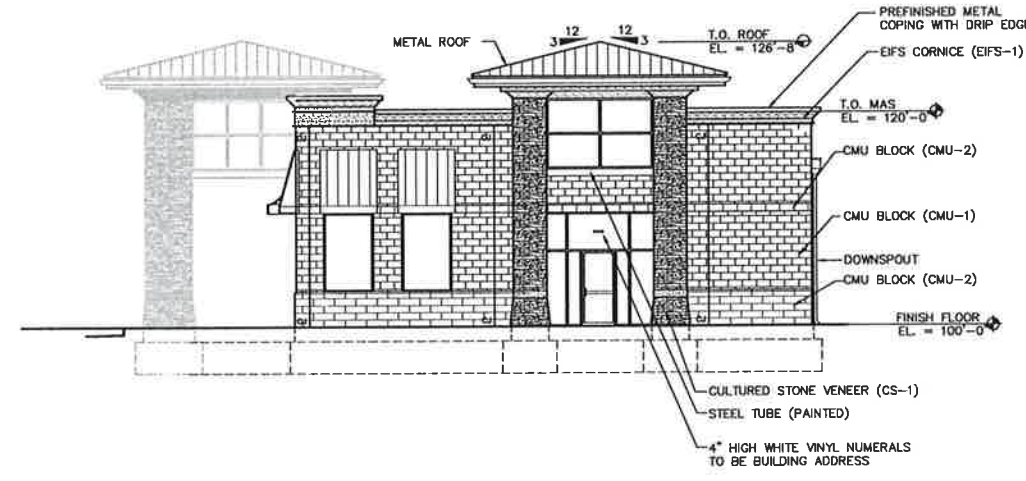 PREFINISHED METAL
COPING WITH DRIP EDGE
12 12
3 3
T.O. ROOF
EL. = 126'-8"
METAL ROOF
EIFS CORNICE (EIFS-1)
T.O. MAS
EL. = 120'-0"
CMU BLOCK (CMU-2)
CMU BLOCK (CMU-1)
DOWNSPOUT
CMU BLOCK (CMU-2)
FINISH FLOOR
EL. = 100'-0"
CULTURED STONE VENEER (CS-1)
STEEL TUBE (PAINTED)
4" HIGH WHITE VINYL NUMERALS
TO BE BUILDING ADDRESS